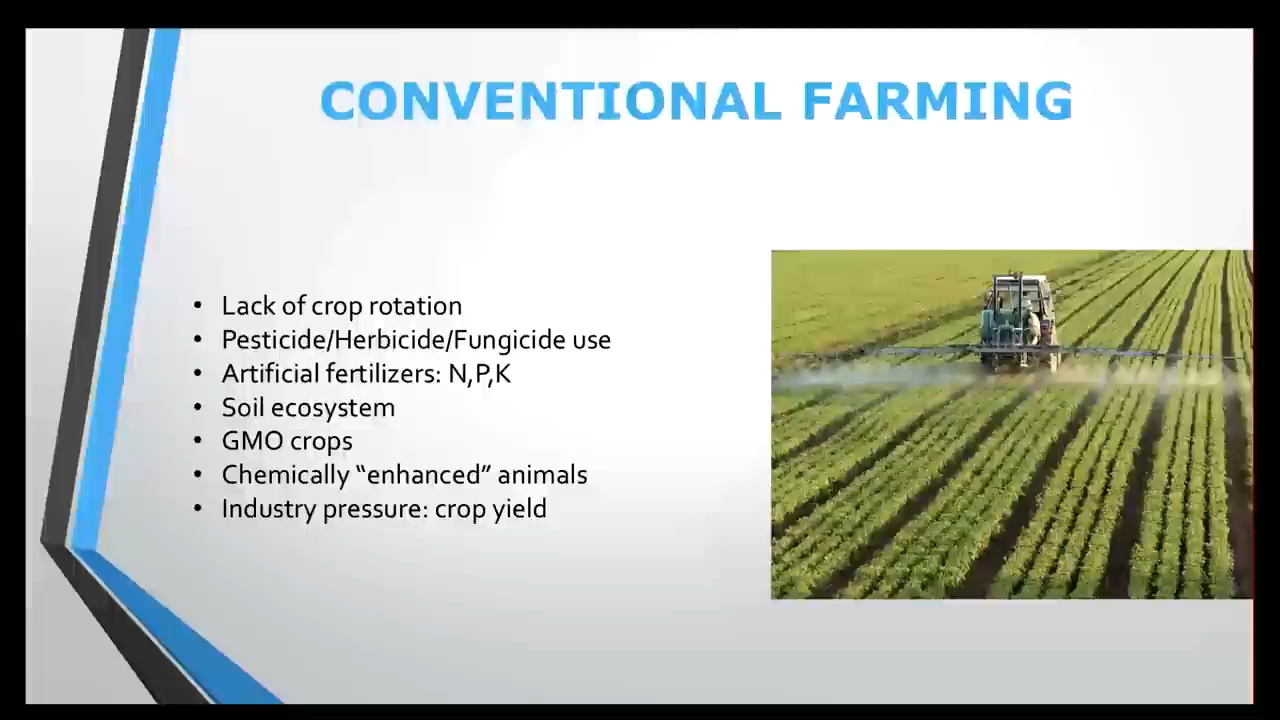 CONVENTIONAL FARMING
• Lack of crop rotation
• Pesticide/Herbicide/Fungicide use
• Artificial fertilizers: N,P,K
• Soil ecosystem
• GMO crops
• Chemically “enhanced” animals
• Industry pressure: crop yield